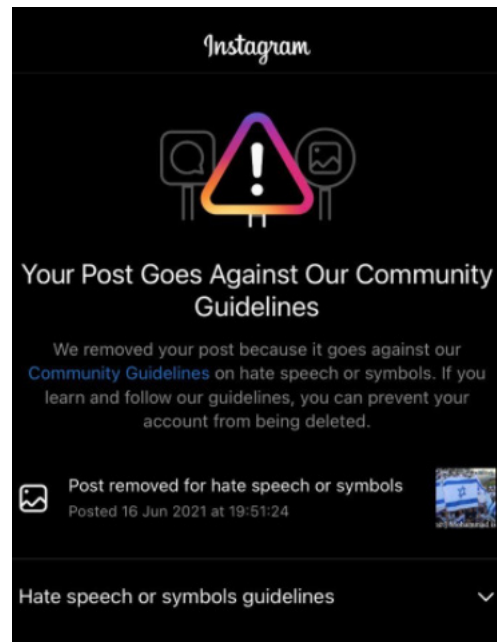 Instagram
Your Post Goes Against Our Community
Guidelines
We removed your post because it goes against our
Community Guidelines on hate speech or symbols. If you
learn and follow our guidelines, you can prevent your
account from being deleted.
Post removed for hate speech or symbols
Posted 16 Jun 2021 at 19:51:24
Hate speech or symbols guidelines